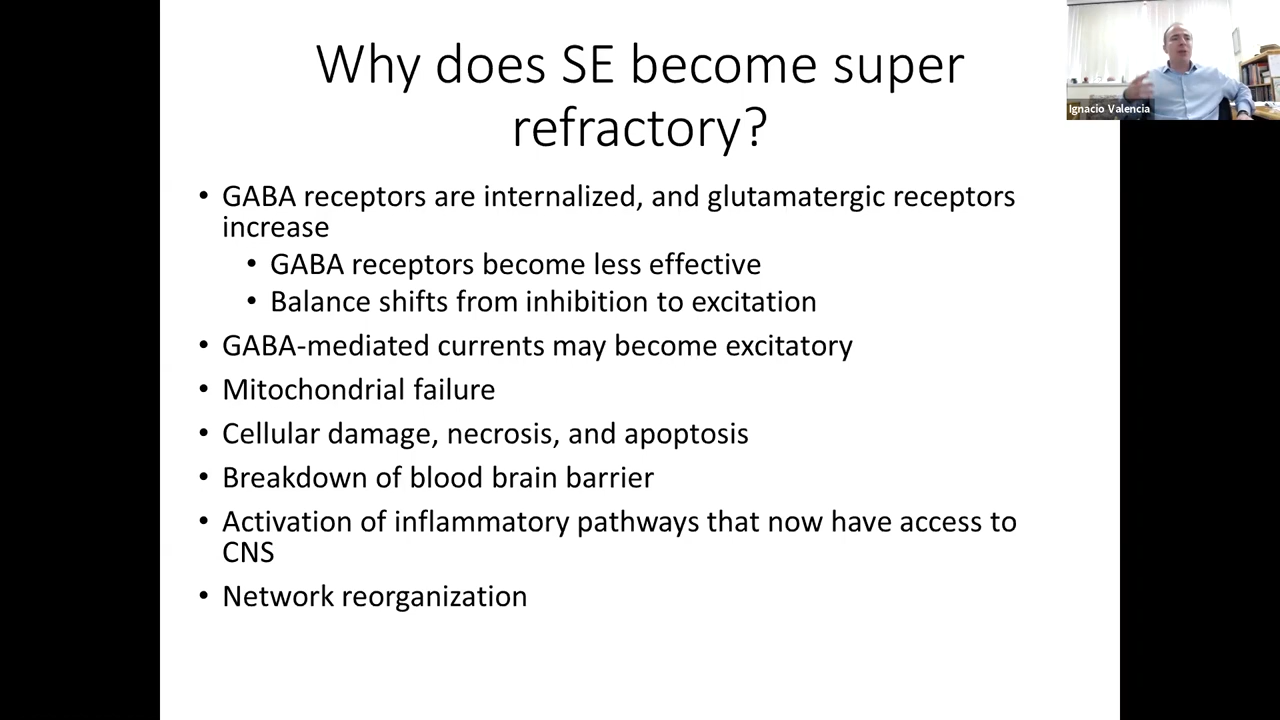 Why does SE become super
refractory?
Ignacio Valencia
• GABA receptors are internalized, and glutamatergic receptors
increase
• GABA receptors become less effective
• Balance shifts from inhibition to excitation
• GABA-mediated currents may become excitatory
• Mitochondrial failure
• Cellular damage, necrosis, and apoptosis
• Breakdown of blood brain barrier
• Activation of inflammatory pathways that now have access to
CNS
• Network reorganization